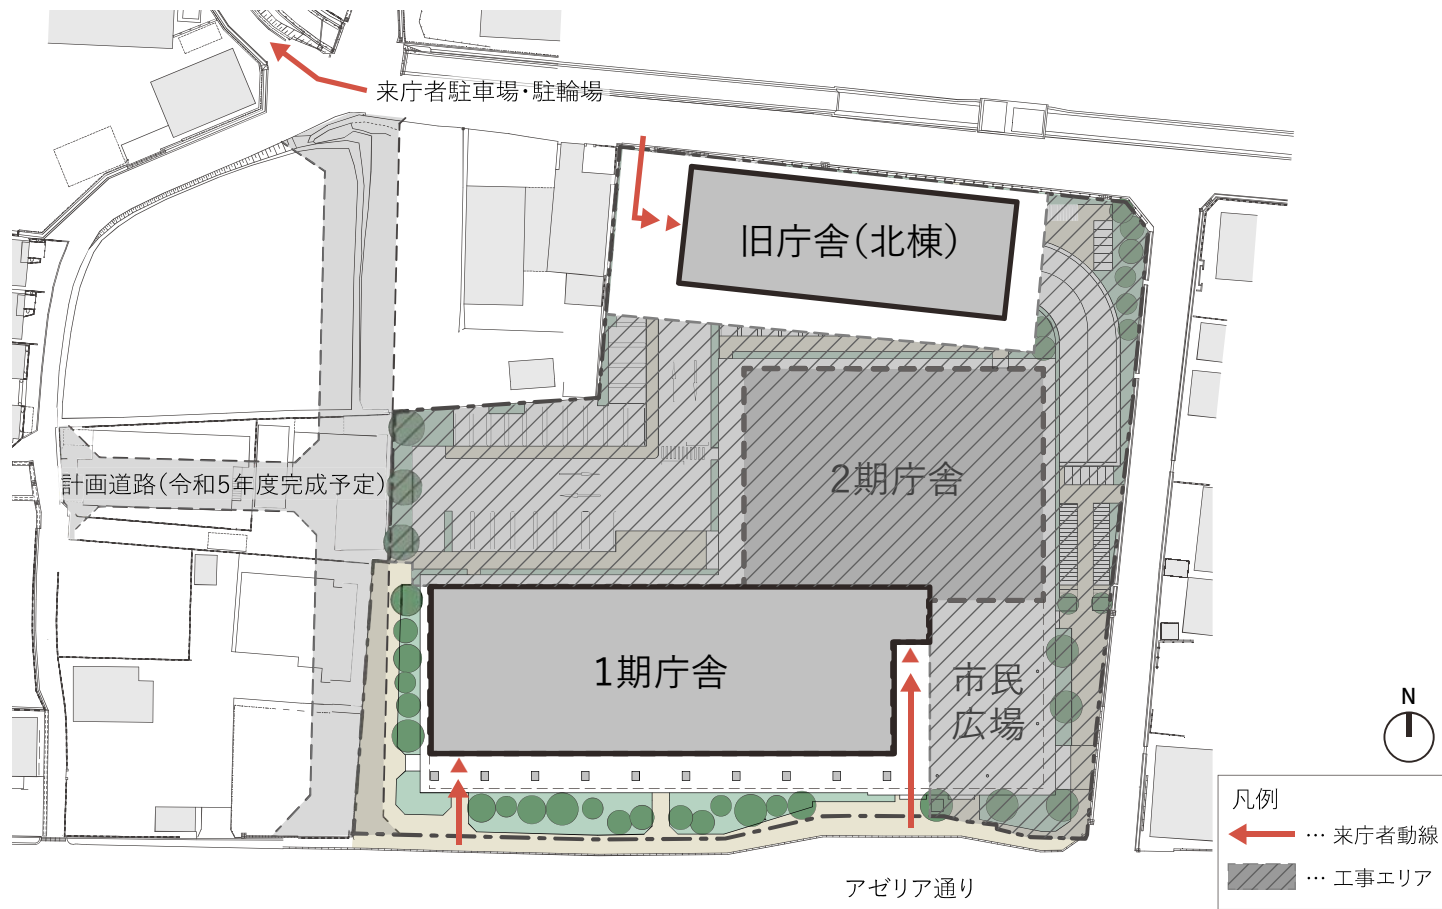 来庁者駐車場・駐輪場
旧庁舎(北棟)
計画道路(令和5年度完成予定)
2期庁舎
1期庁舎
市民
広場
N
凡例
… 来庁者動線
… 工事エリア
アゼリア通り